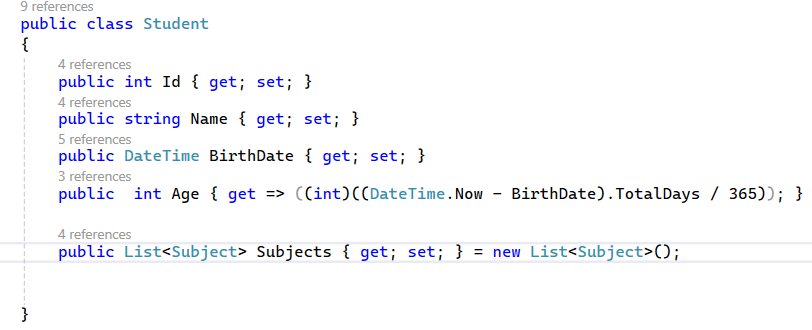 9 references
public class Student
{
4 references
public int Id { get; set; }
4 references
public string Name { get; set; }
5 references
public DateTime BirthDate { get; set; }
3 references
public  int Age { get => ((int)((DateTime.Now - BirthDate).TotalDays / 365)); }
4 references
public List<Subject> Subjects { get; set; } = new List<Subject>();
}